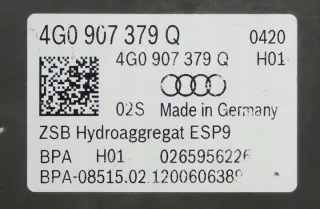 4G0 907 379 Q 0420
4G0 907 379 Q H01
02S Made in Germany
ZSB Hydroaggregat ESP9
BPA H01 0265956226
BPA-08515.02.1200606389